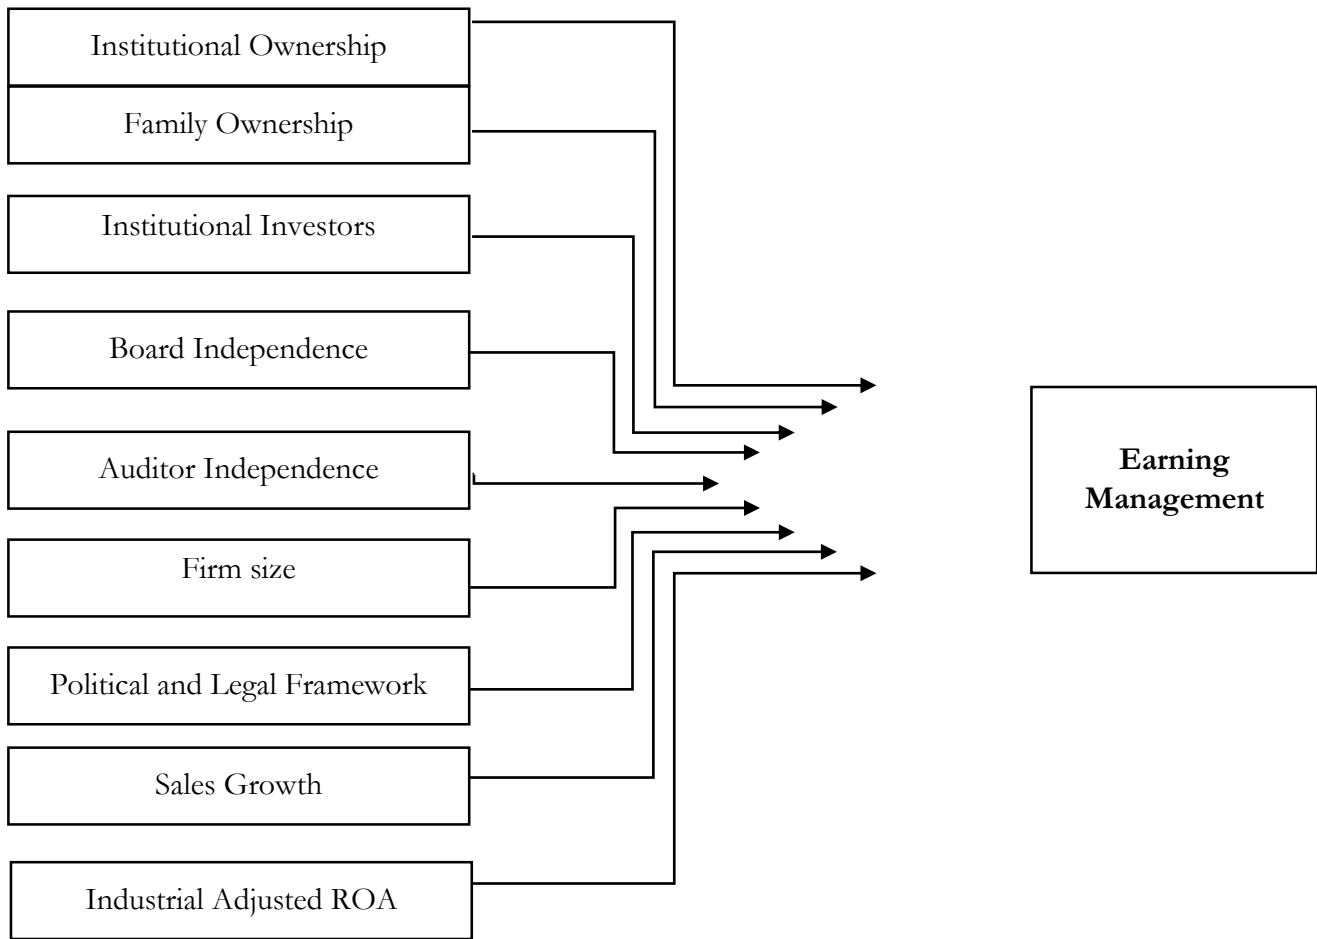 Institutional Ownership
Family Ownership
Institutional Investors
Board Independence
Auditor Independence
Firm size
Political and Legal Framework
Sales Growth
Industrial Adjusted ROA
Earning
Management